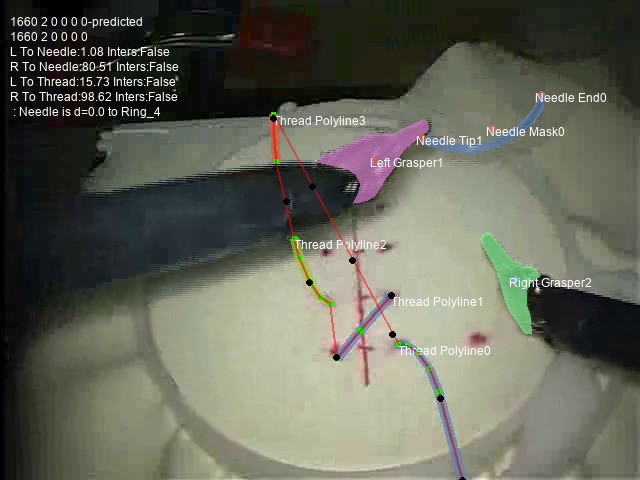 1660 2 0 0 0 0-predicted
1660 2 0 0 0 0
L To Needle:1.08 Inters:False
R To Needle:80.51 Inters:False
L To Thread:15.73 Inters:False
R To Thread:98.62 Inters:False
: Needle is d=0.0 to Ring_4
Needle End0
Thread Polyline3
Needle Mask0
Needle Tip1
Left Grasper1
Thread Polyline2
Right Grasper2
Thread Polyline1
Thread Polyline0